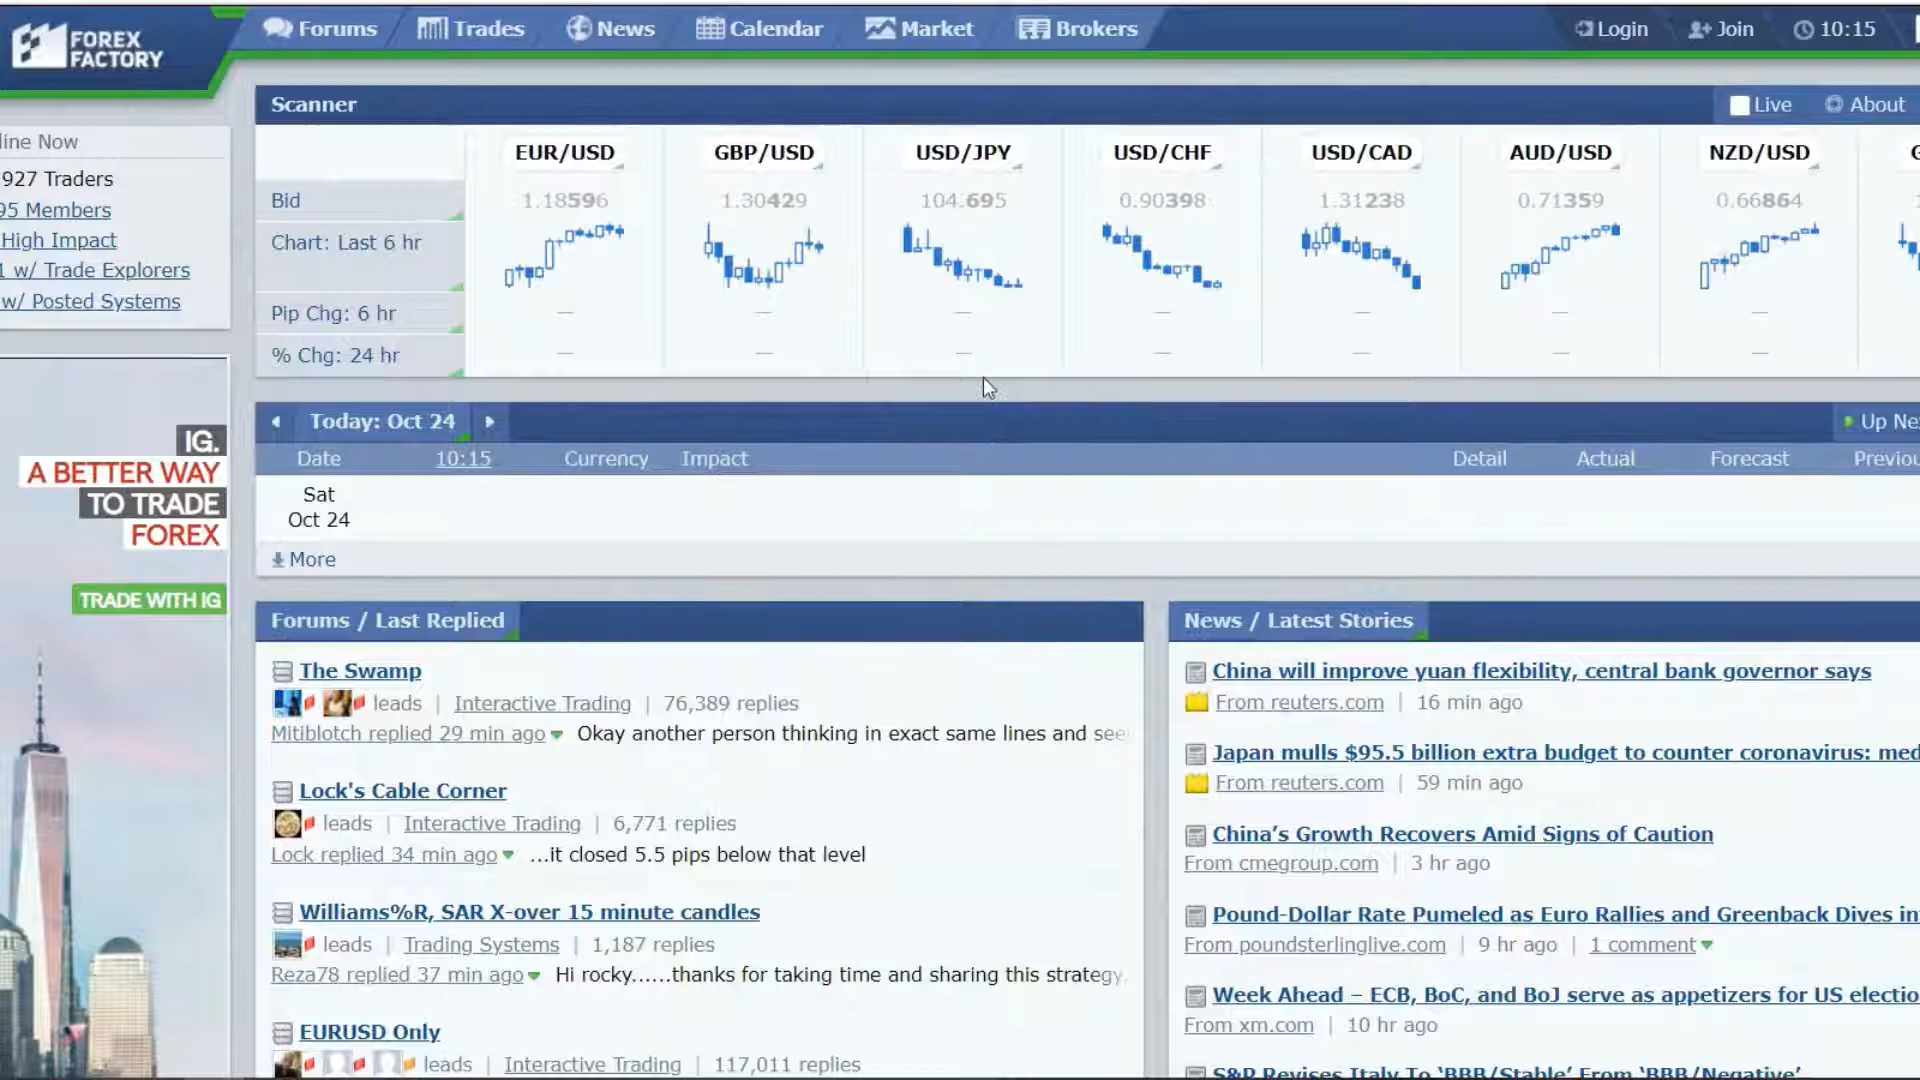 FOREX
FACTORY
Forums
Trades
News
Calendar
Market
Brokers
Login
Join
10:15
line Now
927 Traders
95 Members
High Impact
1 w/ Trade Explorers
w/ Posted Systems
IG.
A BETTER WAY
TO TRADE
FOREX
TRADE WITH IG
Scanner
Live
About
EUR/USD GBP/USD USD/JPY USD/CHF USD/CAD AUD/USD NZD/USD G
Bid 1.18596 1.30429 104.695 0.90398 1.31238 0.71359 0.66864
Chart: Last 6 hr
Pip Chg: 6 hr — — — — — — —
% Chg: 24 hr — — — — — — —
Today: Oct 24
Up Ne
Date 10:15 Currency Impact Detail Actual Forecast Previou
Sat
Oct 24
More
Forums / Last Replied
The Swamp
leads | Interactive Trading | 76,389 replies
Mitiblotch replied 29 min ago Okay another person thinking in exact same lines and see
Lock's Cable Corner
leads | Interactive Trading | 6,771 replies
Lock replied 34 min ago ...it closed 5.5 pips below that level
Williams%R, SAR X-over 15 minute candles
leads | Trading Systems | 1,187 replies
Reza78 replied 37 min ago Hi rocky......thanks for taking time and sharing this strategy.
EURUSD Only
leads | Interactive Trading | 117,011 replies
News / Latest Stories
China will improve yuan flexibility, central bank governor says
From reuters.com | 16 min ago
Japan mulls $95.5 billion extra budget to counter coronavirus: med
From reuters.com | 59 min ago
China’s Growth Recovers Amid Signs of Caution
From cmegroup.com | 3 hr ago
Pound-Dollar Rate Pumeled as Euro Rallies and Greenback Dives in
From poundsterlinglive.com | 9 hr ago | 1 comment
Week Ahead – ECB, BoC, and BoJ serve as appetizers for US electio
From xm.com | 10 hr ago
S&P Revises Italy To ‘BBB/Stable’ From ‘BBB/Negative’